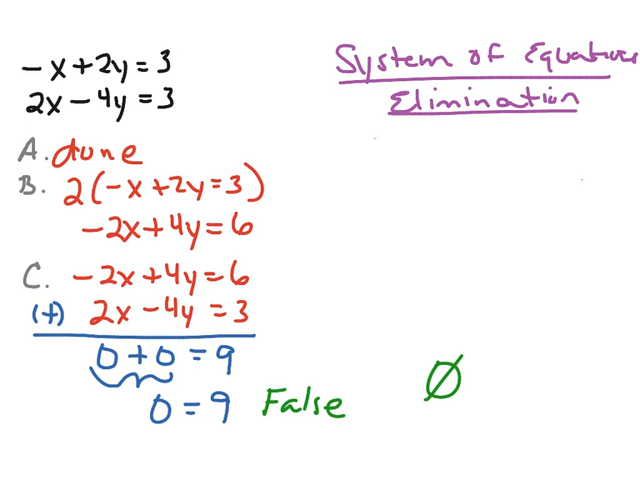 System of Equations
Elimination
-x + 2y = 3
2x - 4y = 3
A. done
B. 2(-x + 2y = 3)
-2x + 4y = 6
C. -2x + 4y = 6
(+) 2x - 4y = 3
0 + 0 = 9
0 = 9 False
∅